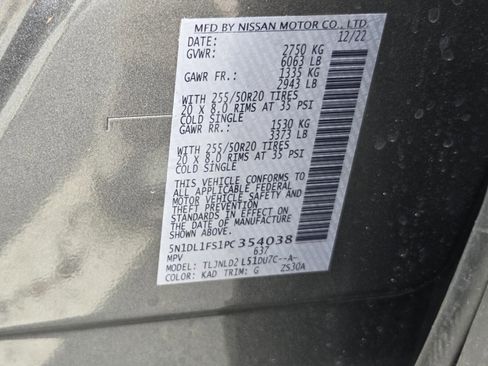 MFD BY NISSAN MOTOR CO., LTD.
DATE: 12/22
GVWR: 2750 KG
6063 LB
GAWR FR.: 1335 KG
2943 LB
WITH 255/50R20 TIRES
20 X 8.0 RIMS AT 35 PSI
COLD SINGLE
GAWR RR.: 1530 KG
3373 LB
WITH 255/50R20 TIRES
20 X 8.0 RIMS AT 35 PSI
COLD SINGLE
THIS VEHICLE CONFORMS TO
ALL APPLICABLE FEDERAL
MOTOR VEHICLE SAFETY AND
THEFT PREVENTION
STANDARDS IN EFFECT ON
THE DATE OF MANUFACTURE
SHOWN ABOVE.
5N1DL1FS1PC354038
MPV 637
MODEL: TLJNLD2 L51DU7C--A-
COLOR: KAD TRIM: G ZS30A